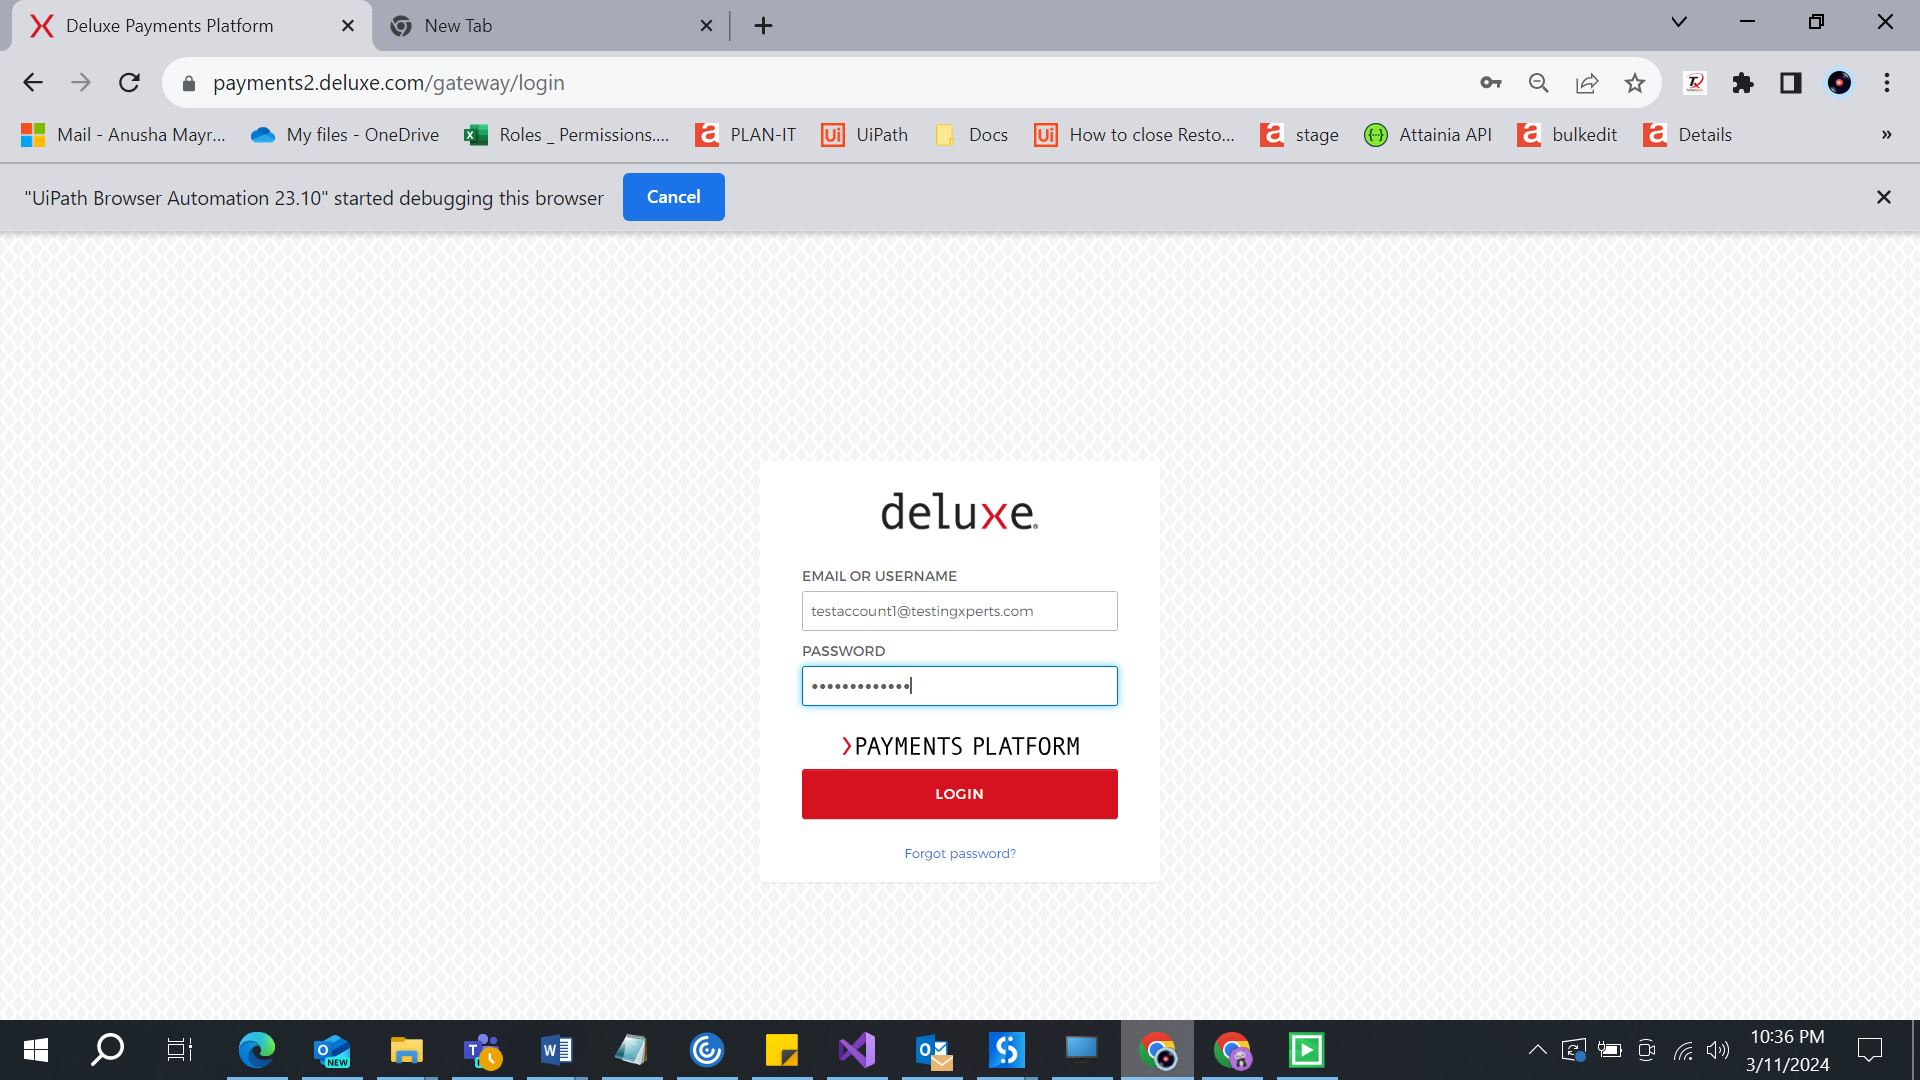 Deluxe Payments Platform
New Tab
payments2.deluxe.com/gateway/login
Mail - Anusha Mayr...
My files - OneDrive
Roles _ Permissions....
PLAN-IT
UiPath
Docs
How to close Resto...
stage
Attainia API
bulkedit
Details
»
"UiPath Browser Automation 23.10" started debugging this browser
Cancel
deluxe
EMAIL OR USERNAME
testaccount1@testingxperts.com
PASSWORD
•••••••••••••
PAYMENTS PLATFORM
LOGIN
Forgot password?
10:36 PM
3/11/2024